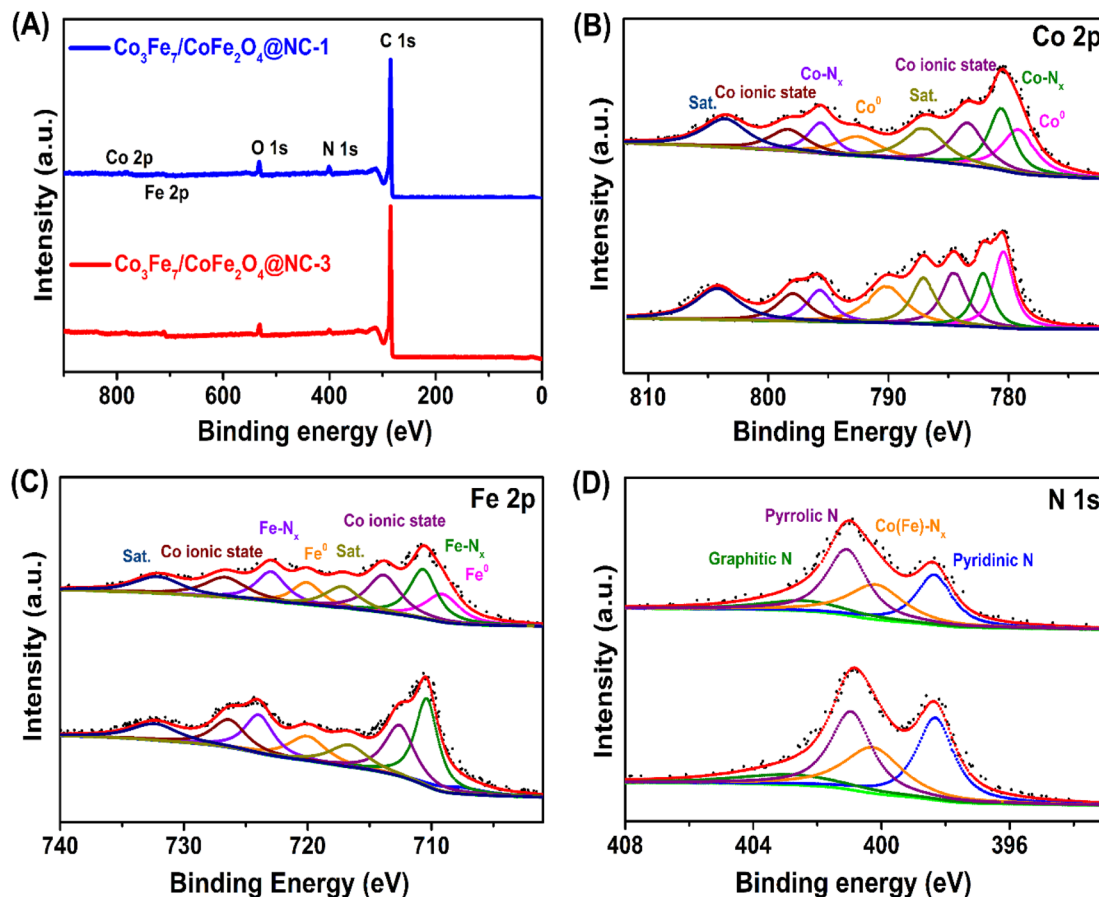 (A)
Co₃Fe₇/CoFe₂O₄@NC-1
C 1s
Co 2p
Fe 2p
O 1s
N 1s
Co₃Fe₇/CoFe₂O₄@NC-3
Intensity (a.u.)
800 600 400 200 0
Binding energy (eV)
(B)
Co 2p
Sat.
Co ionic state
Co-Nₓ
Co⁰
Sat.
Co ionic state
Co-Nₓ
Co⁰
Intensity (a.u.)
810 800 790 780
Binding Energy (eV)
(C)
Fe 2p
Sat.
Co ionic state
Fe-Nₓ
Fe⁰
Sat.
Co ionic state
Fe-Nₓ
Fe⁰
Intensity (a.u.)
740 730 720 710
Binding Energy (eV)
(D)
N 1s
Graphitic N
Pyrrolic N
Co(Fe)-Nₓ
Pyridinic N
Intensity (a.u.)
408 404 400 396
Binding energy (eV)